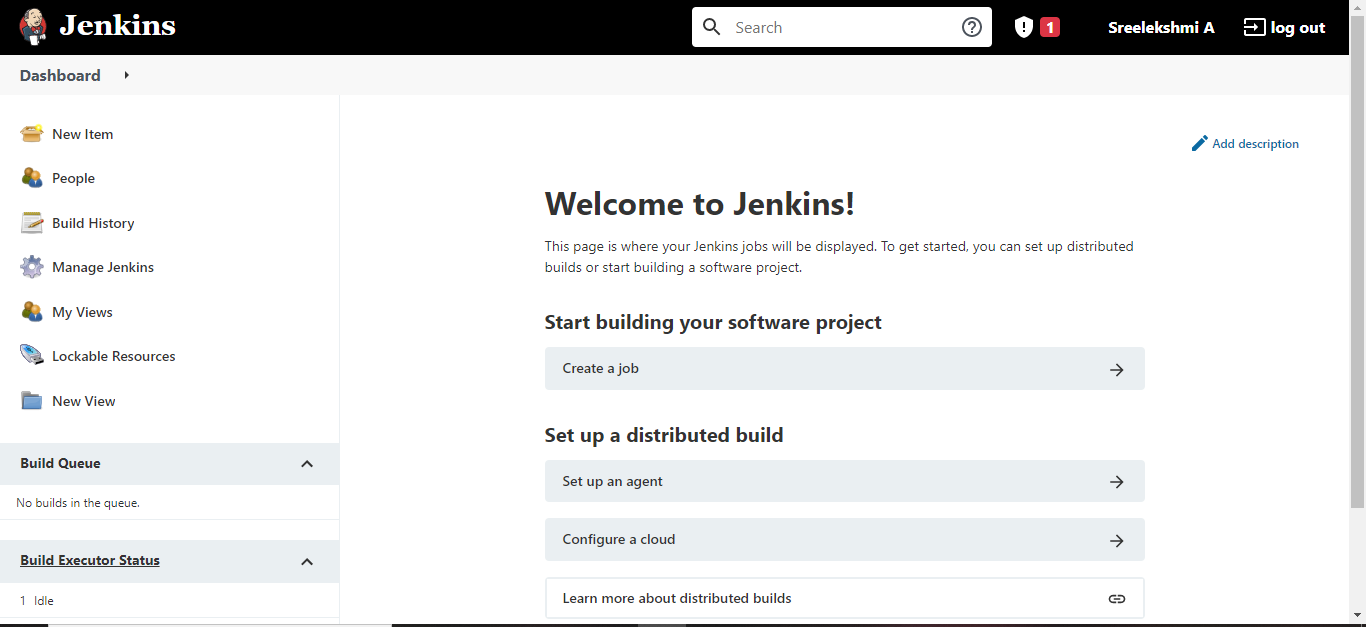 Jenkins
Search
1
Sreelekshmi A
log out
Dashboard
New Item
People
Build History
Manage Jenkins
My Views
Lockable Resources
New View
Build Queue
No builds in the queue.
Build Executor Status
1 Idle
Add description
Welcome to Jenkins!
This page is where your Jenkins jobs will be displayed. To get started, you can set up distributed
builds or start building a software project.
Start building your software project
Create a job
Set up a distributed build
Set up an agent
Configure a cloud
Learn more about distributed builds